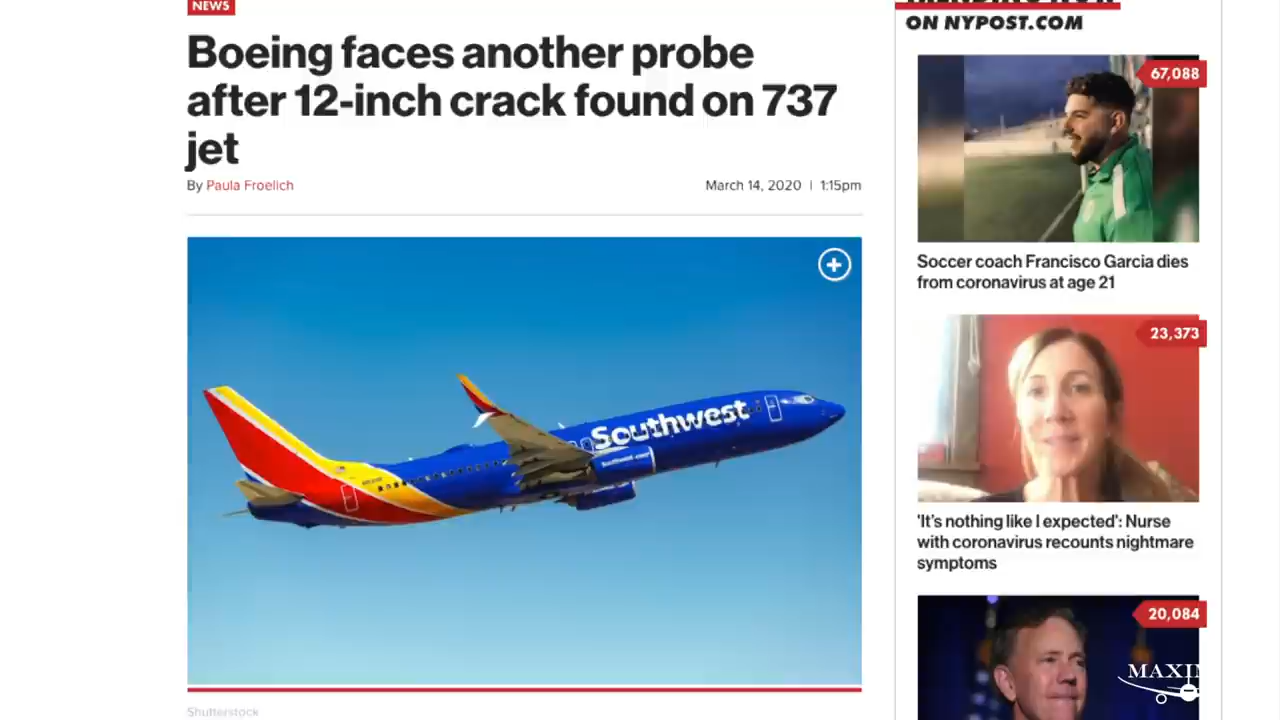 NEWS
Boeing faces another probe
after 12-inch crack found on 737
jet
By Paula Froelich
March 14, 2020 | 1:15pm
Southwest
Shutterstock
ON NYPOST.COM
67,088
Soccer coach Francisco Garcia dies
from coronavirus at age 21
23,373
'It's nothing like I expected': Nurse
with coronavirus recounts nightmare
symptoms
20,084